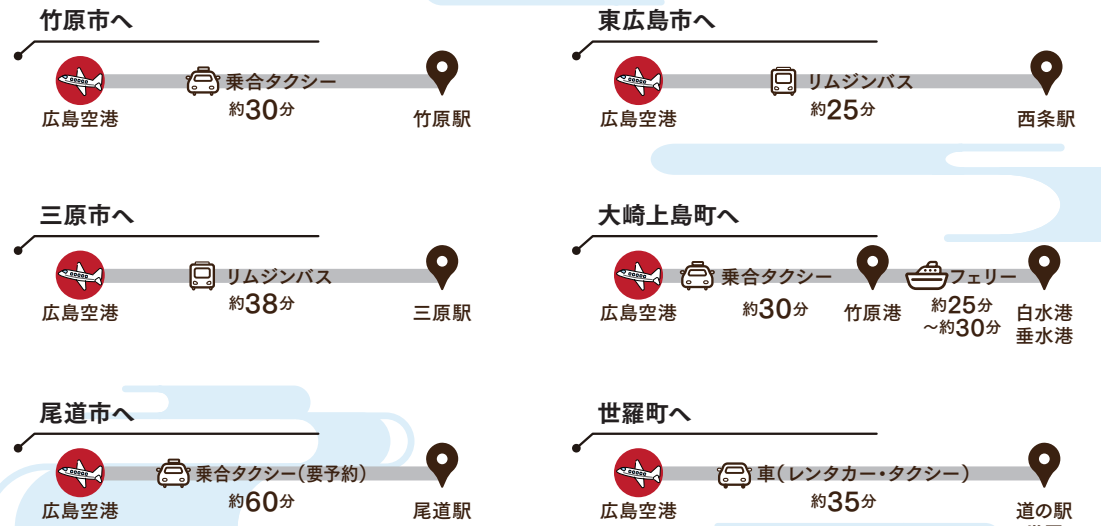 竹原市へ
広島空港
乗合タクシー
約30分
竹原駅
東広島市へ
広島空港
リムジンバス
約25分
西条駅
三原市へ
広島空港
リムジンバス
約38分
三原駅
大崎上島町へ
広島空港
乗合タクシー
約30分
竹原港
フェリー
約25分
～約30分
白水港
垂水港
尾道市へ
広島空港
乗合タクシー(要予約)
約60分
尾道駅
世羅町へ
広島空港
車(レンタカー・タクシー)
約35分
道の駅